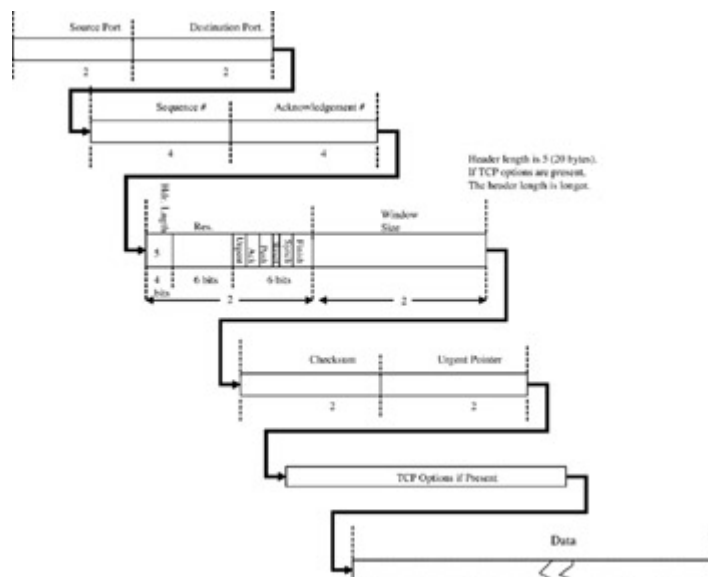 Source Port Destination Port
2 2
Sequence # Acknowledgement #
4 4
Header length is 5 (20 bytes).
If TCP options are present,
The header length is longer.
Hdr. Length
Res.
Window
Size
5
Urgent
Ack
Push
Reset
Synch
Finish
4
bits
6 bits 6 bits
2 2
Checksum Urgent Pointer
2 2
TCP Options if Present
Data